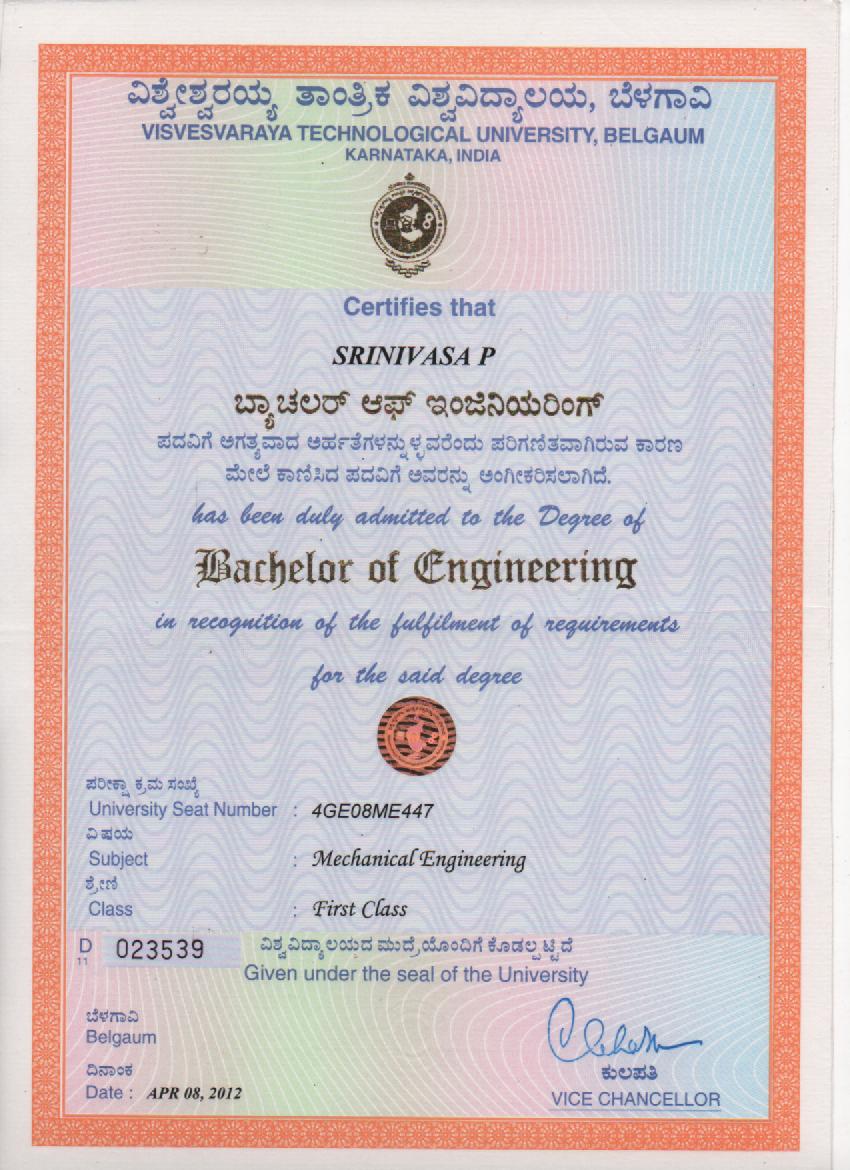 ವಿಶ್ವೇಶ್ವರಯ್ಯ ತಾಂತ್ರಿಕ ವಿಶ್ವವಿದ್ಯಾಲಯ, ಬೆಳಗಾವಿ
VISVESVARAYA TECHNOLOGICAL UNIVERSITY, BELGAUM
KARNATAKA, INDIA
Certifies that
SRINIVASA P
ಬ್ಯಾಚಲರ್ ಆಫ್ ಇಂಜಿನಿಯರಿಂಗ್
ಪದವಿಗೆ ಅಗತ್ಯವಾದ ಅರ್ಹತೆಗಳನ್ನುಳ್ಳವರೆಂದು ಪರಿಗಣಿತವಾಗಿರುವ ಕಾರಣ
ಮೇಲೆ ಕಾಣಿಸಿದ ಪದವಿಗೆ ಅವರನ್ನು ಅಂಗೀಕರಿಸಲಾಗಿದೆ.
has been duly admitted to the Degree of
Bachelor of Engineering
in recognition of the fulfilment of requirements
for the said degree
ಪರೀಕ್ಷಾ ಕ್ರಮ ಸಂಖ್ಯೆ
University Seat Number : 4GE08ME447
ವಿಷಯ
Subject : Mechanical Engineering
ಶ್ರೇಣಿ
Class : First Class
D 11 023539 ವಿಶ್ವವಿದ್ಯಾಲಯದ ಮುದ್ರೆಯೊಂದಿಗೆ ಕೊಡಲ್ಪಟ್ಟಿದೆ
Given under the seal of the University
ಬೆಳಗಾವಿ
Belgaum
ದಿನಾಂಕ
Date : APR 08, 2012
ಕುಲಪತಿ
VICE CHANCELLOR